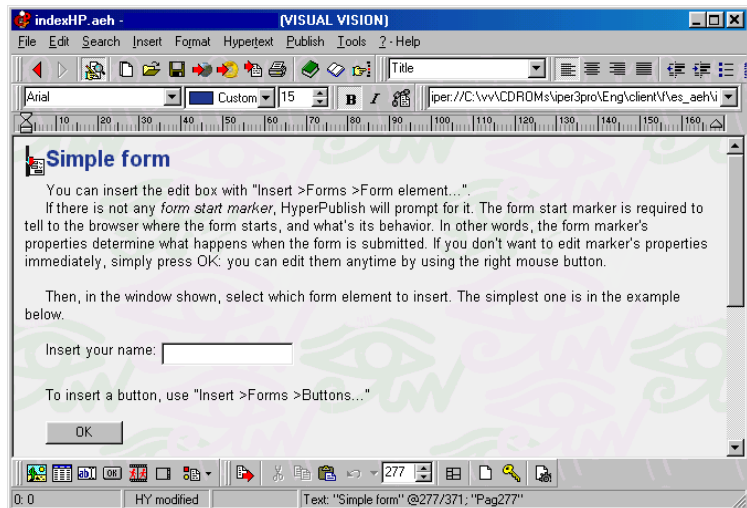 indexHP.aeh - (VISUAL VISION)
File Edit Search Insert Format Hypertext Publish Tools ?-Help
Title
Arial Custom 15 B I iper://C:\vv\CDROMs\iper3pro\Eng\client\f\es_aeh\i
10 20 30 40 50 60 70 80 90 100 110 120 130 140 150 160
Simple form
You can insert the edit box with "Insert >Forms >Form element...".
If there is not any form start marker, HyperPublish will prompt for it. The form start marker is required to
tell to the browser where the form starts, and what's its behavior. In other words, the form marker's
properties determine what happens when the form is submitted. If you don't want to edit marker's properties
immediately, simply press OK: you can edit them anytime by using the right mouse button.
Then, in the window shown, select which form element to insert. The simplest one is in the example
below.
Insert your name:
To insert a button, use "Insert >Forms >Buttons..."
OK
abI OK 277
0: 0 HY modified Text: "Simple form" @277/371; "Pag277"